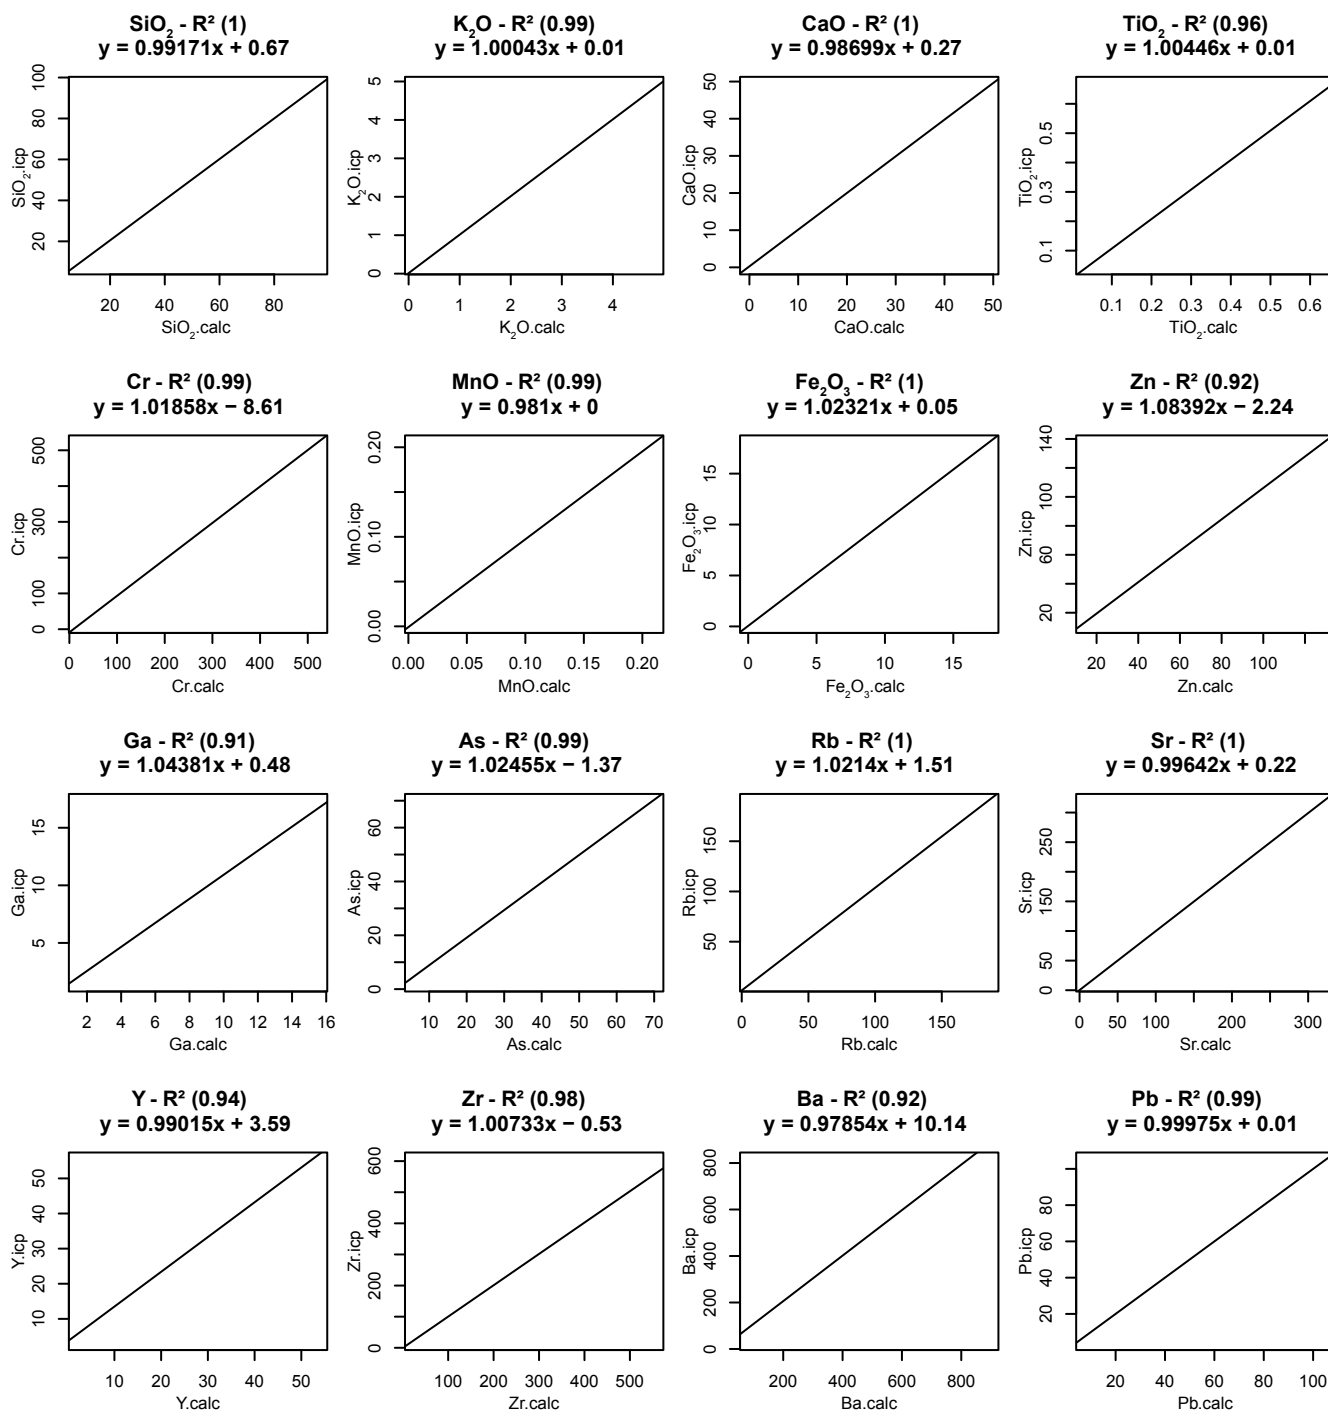 SiO₂ - R² (1)
y = 0.99171x + 0.67
SiO₂.icp
100
80
60
40
20
20 40 60 80
SiO₂.calc
K₂O - R² (0.99)
y = 1.00043x + 0.01
K₂O.icp
5
4
3
2
1
0
0 1 2 3 4
K₂O.calc
CaO - R² (1)
y = 0.98699x + 0.27
CaO.icp
50
40
30
20
10
0
0 10 20 30 40 50
CaO.calc
TiO₂ - R² (0.96)
y = 1.00446x + 0.01
TiO₂.icp
0.5
0.3
0.1
0.1 0.2 0.3 0.4 0.5 0.6
TiO₂.calc
Cr - R² (0.99)
y = 1.01858x − 8.61
Cr.icp
500
300
100
0
0 100 200 300 400 500
Cr.calc
MnO - R² (0.99)
y = 0.981x + 0
MnO.icp
0.20
0.10
0.00
0.00 0.05 0.10 0.15 0.20
MnO.calc
Fe₂O₃ - R² (1)
y = 1.02321x + 0.05
Fe₂O₃.icp
15
10
5
0
0 5 10 15
Fe₂O₃.calc
Zn - R² (0.92)
y = 1.08392x − 2.24
Zn.icp
140
100
60
20
20 40 60 80 100
Zn.calc
Ga - R² (0.91)
y = 1.04381x + 0.48
Ga.icp
15
10
5
2 4 6 8 10 12 14 16
Ga.calc
As - R² (0.99)
y = 1.02455x − 1.37
As.icp
60
40
20
0
10 20 30 40 50 60 70
As.calc
Rb - R² (1)
y = 1.0214x + 1.51
Rb.icp
150
100
50
0 50 100 150
Rb.calc
Sr - R² (1)
y = 0.99642x + 0.22
Sr.icp
250
150
50
0
0 50 100 200 300
Sr.calc
Y - R² (0.94)
y = 0.99015x + 3.59
Y.icp
50
40
30
20
10
10 20 30 40 50
Y.calc
Zr - R² (0.98)
y = 1.00733x − 0.53
Zr.icp
600
400
200
0
100 200 300 400 500
Zr.calc
Ba - R² (0.92)
y = 0.97854x + 10.14
Ba.icp
800
600
400
200
0
200 400 600 800
Ba.calc
Pb - R² (0.99)
y = 0.99975x + 0.01
Pb.icp
80
60
40
20
20 40 60 80 100
Pb.calc